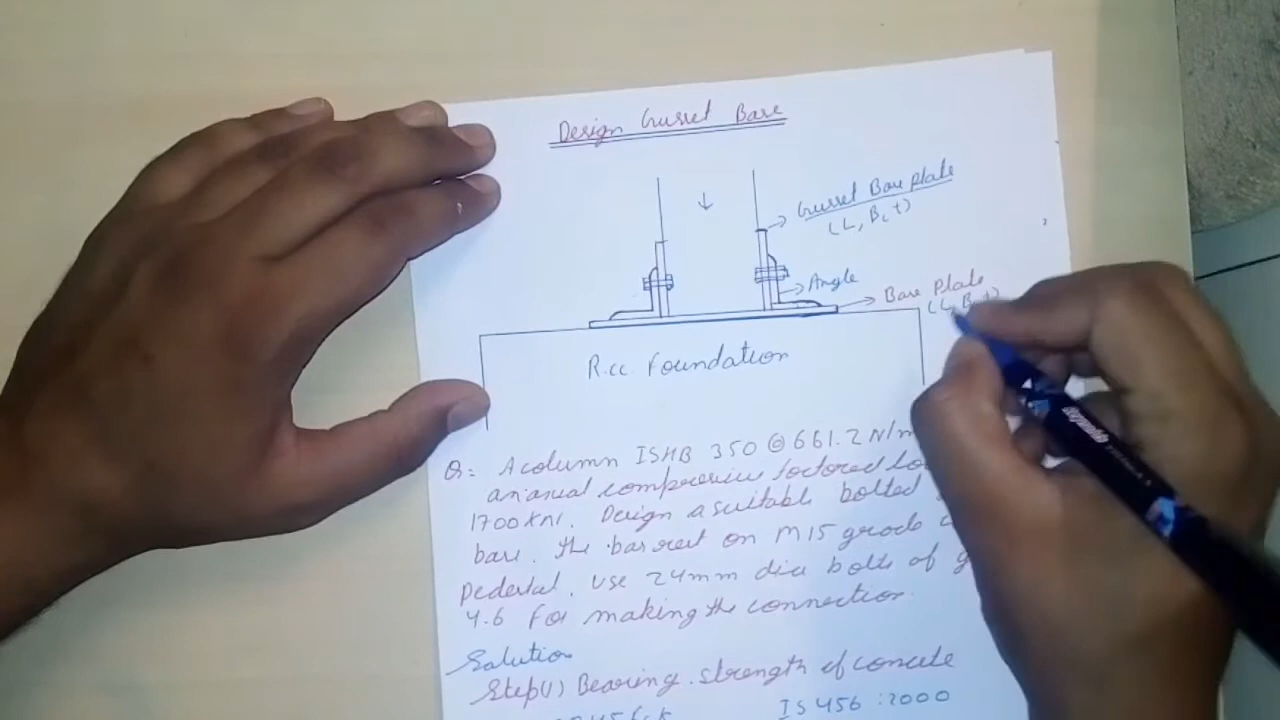 Design Gusset Base
Gusset Base plate
(L, B, t)
Angle
Base Plate
(L, B, t)
R.cc. Foundation
Q= A column ISHB 350 @ 661.2 N/m
an axial compressive factored lo
1700 KN. Design a suitable bolted
base. The base rest on M15 grade c
Pedestal. use 24mm dia bolts of g
4.6 For making the connection.
Solution
Step(1) Bearing strength of concrete
IS 456 : 2000